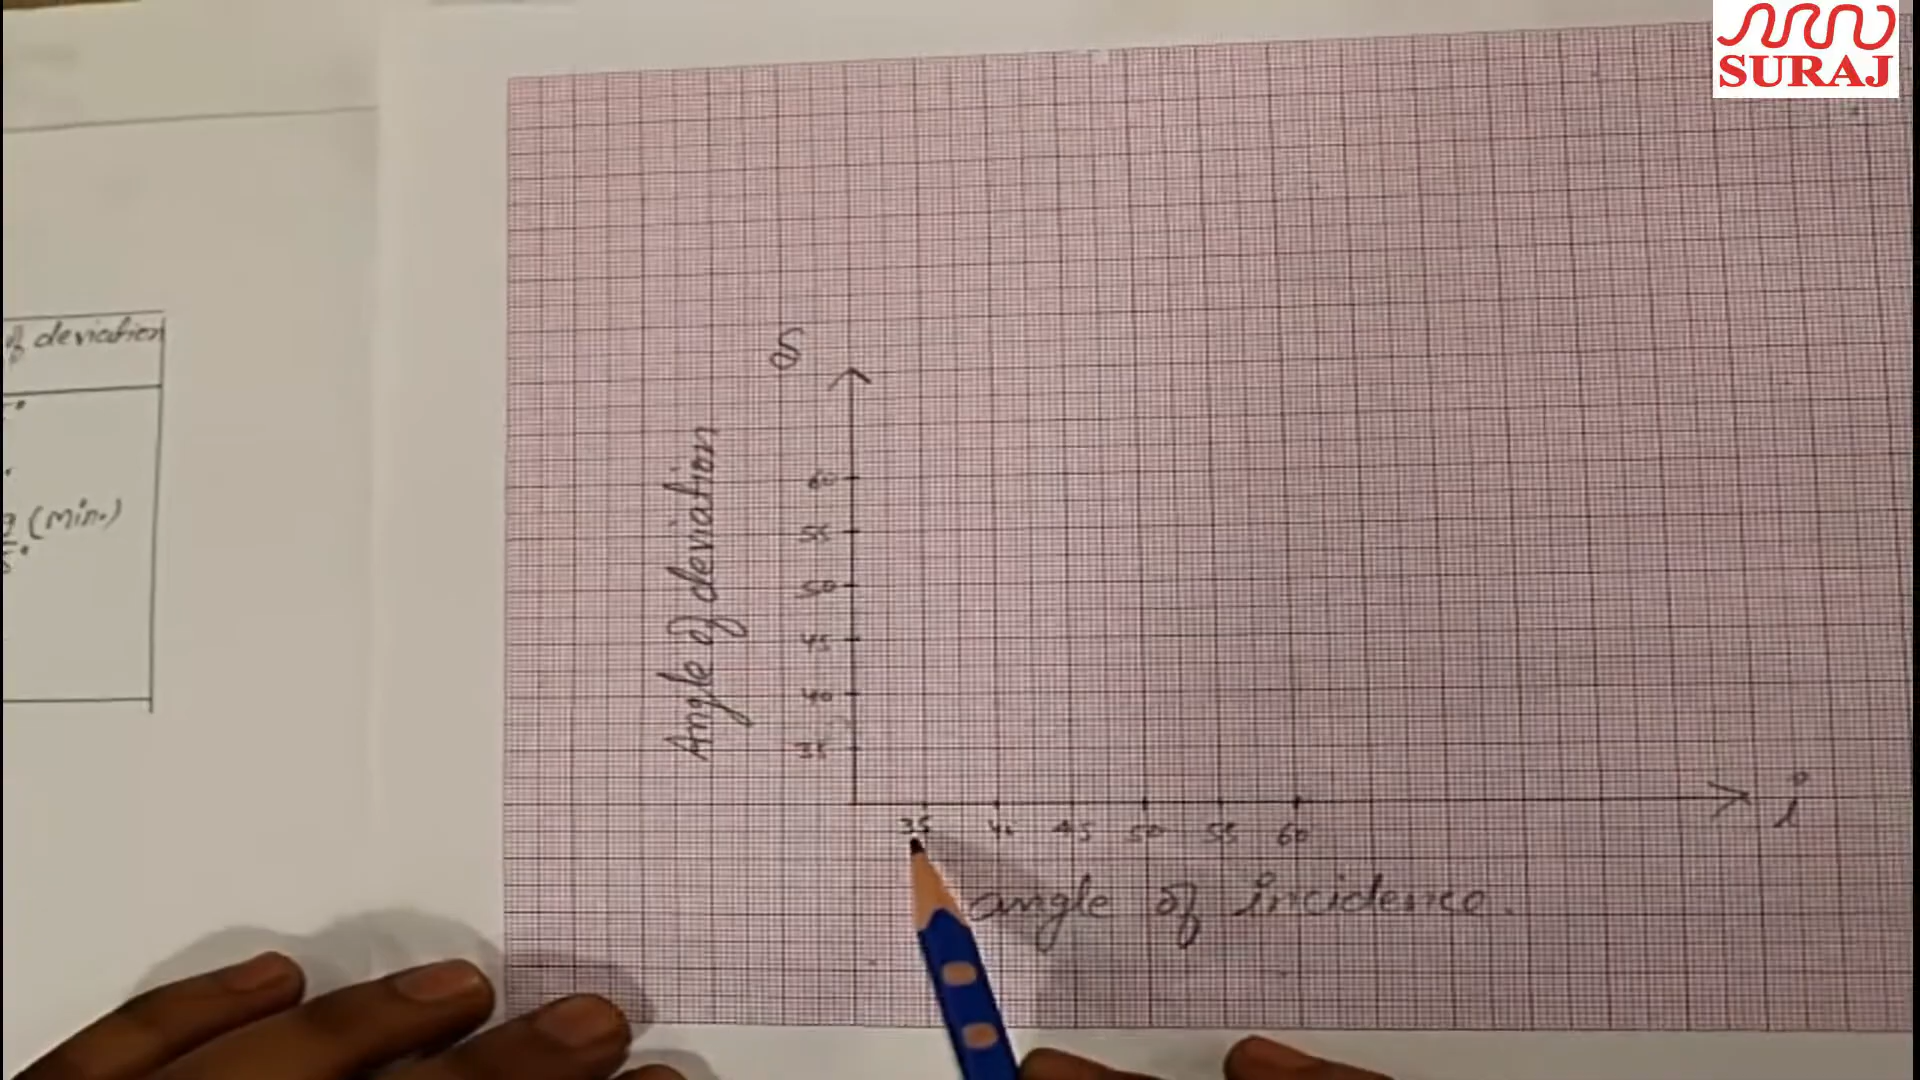 SURAJ
of deviation
(min.)
δ
Angle of deviation
60
55
50
45
40
35
35 40 45 50 55 60
i
angle of incidence.